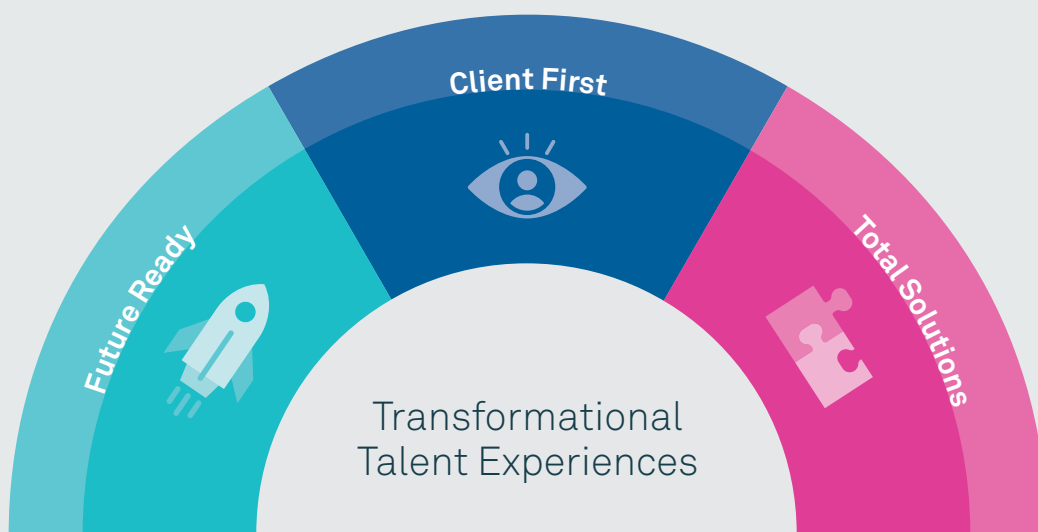 Client First
Future Ready
Total Solutions
Transformational
Talent Experiences